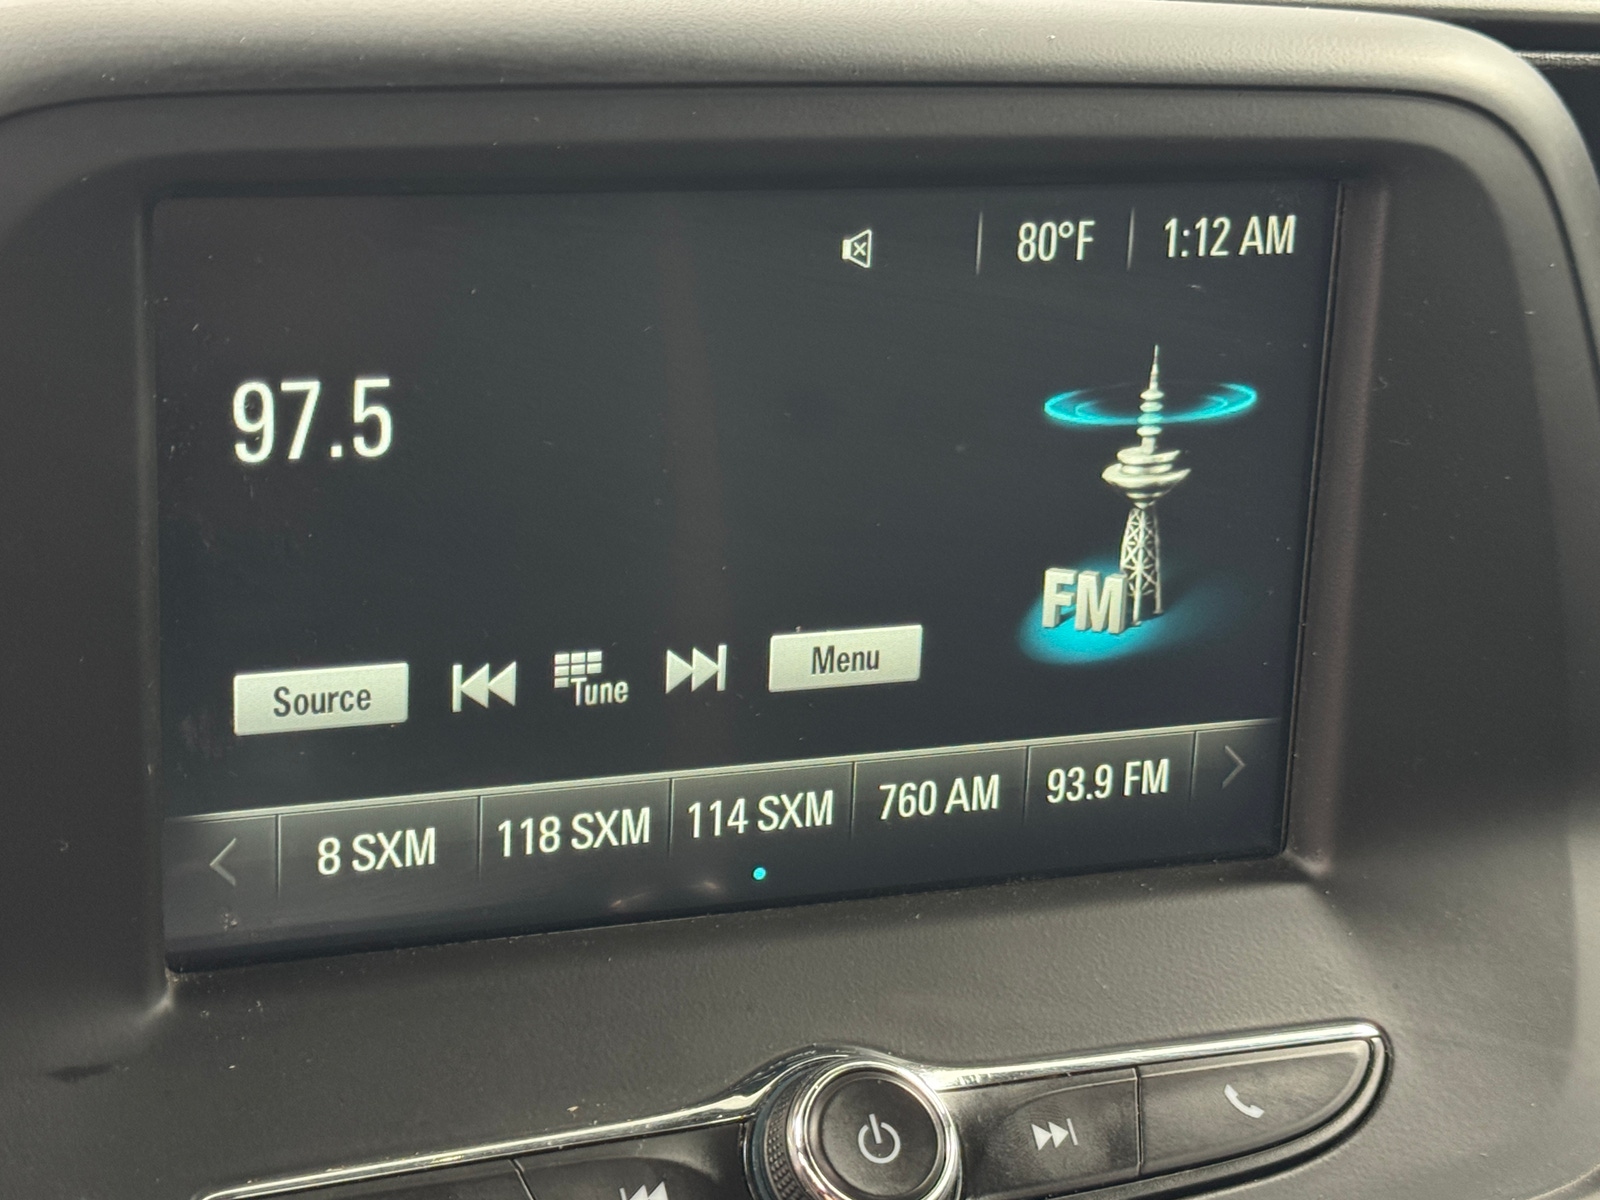 80°F 1:12 AM
97.5
FM
Source Tune Menu
8 SXM 118 SXM 114 SXM 760 AM 93.9 FM